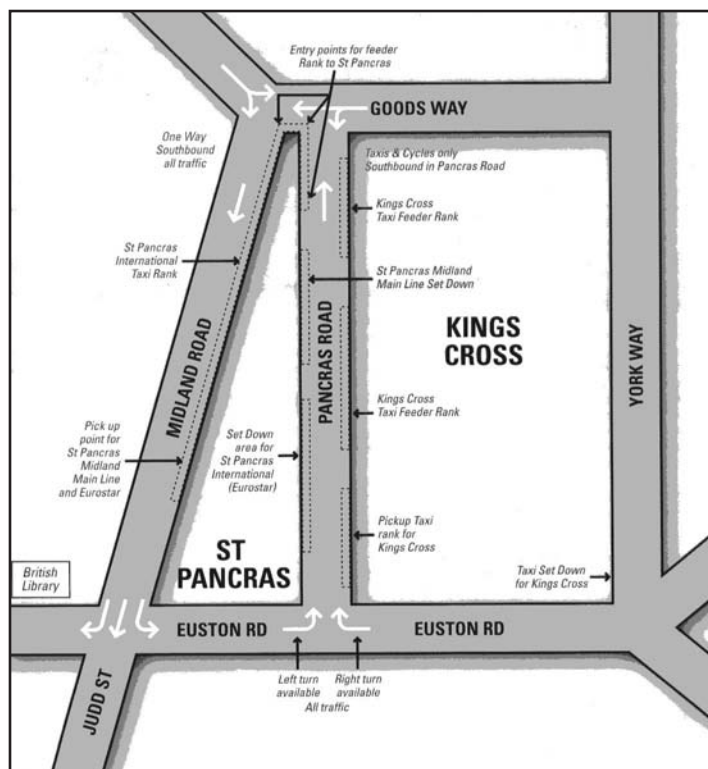 Entry points for feeder
Rank to St Pancras
GOODS WAY
One Way
Southbound
all traffic
Taxis & Cycles only
Southbound in Pancras Road
Kings Cross
Taxi Feeder Rank
St Pancras
International
Taxi Rank
St Pancras Midland
Main Line Set Down
KINGS
CROSS
MIDLAND ROAD
PANCRAS ROAD
YORK WAY
Kings Cross
Taxi Feeder Rank
Pick up
point for
St Pancras
Midland
Main Line
and Eurostar
Set Down
area for
St Pancras
International
(Eurostar)
Pickup Taxi
rank for
Kings Cross
ST
PANCRAS
British
Library
Taxi Set Down
for Kings Cross
EUSTON RD
EUSTON RD
JUDD ST
Left turn
available
Right turn
available
All traffic